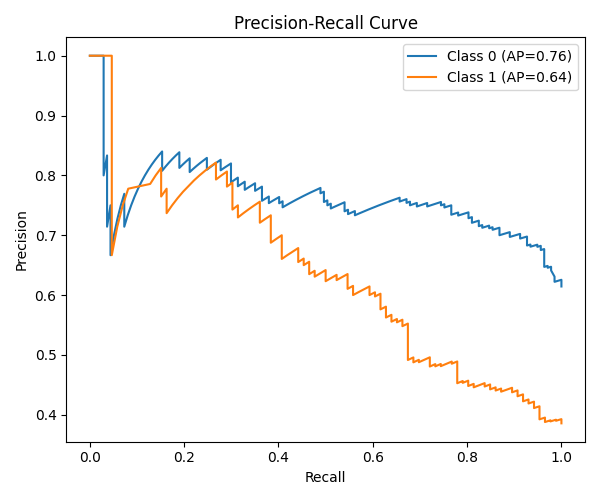 Precision-Recall Curve
Class 0 (AP=0.76)
Class 1 (AP=0.64)
Precision
1.0
0.9
0.8
0.7
0.6
0.5
0.4
0.0 0.2 0.4 0.6 0.8 1.0
Recall